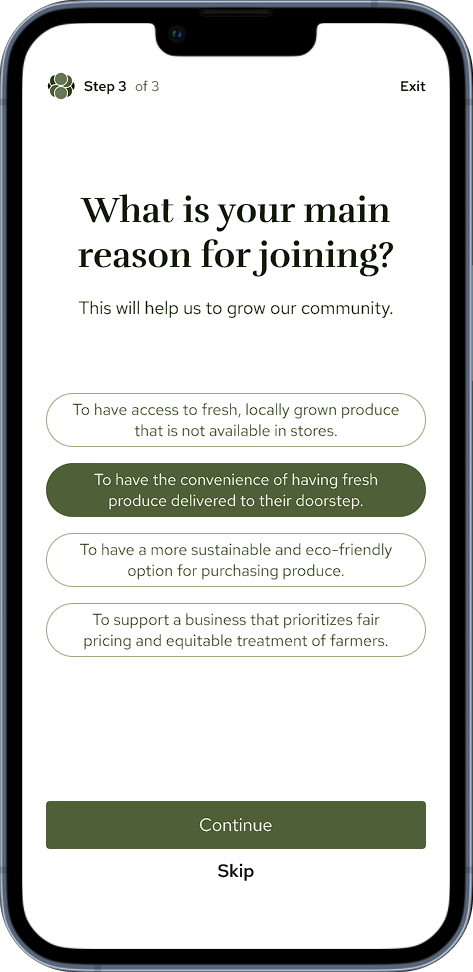 Step 3 of 3
Exit
What is your main
reason for joining?
This will help us to grow our community.
To have access to fresh, locally grown produce
that is not available in stores.
To have the convenience of having fresh
produce delivered to their doorstep.
To have a more sustainable and eco-friendly
option for purchasing produce.
To support a business that prioritizes fair
pricing and equitable treatment of farmers.
Continue
Skip